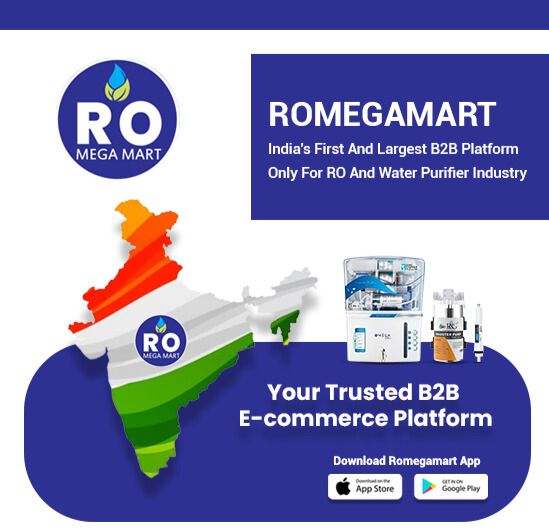 RO
MEGA MART
ROMEGAMART
India's First And Largest B2B Platform
Only For RO And Water Purifier Industry
RO
MEGA MART
Your Trusted B2B
E-commerce Platform
Download Romegamart App
Download on the
App Store
GET IN ON
Google Play